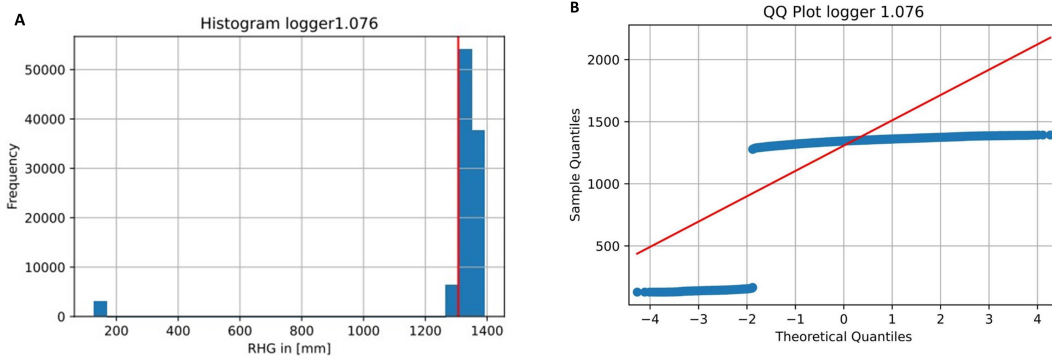 A
Histogram logger1.076
Frequency
50000
40000
30000
20000
10000
0
200 400 600 800 1000 1200 1400
RHG in [mm]
B
QQ Plot logger 1.076
Sample Quantiles
2000
1500
1000
500
−4 −3 −2 −1 0 1 2 3 4
Theoretical Quantiles